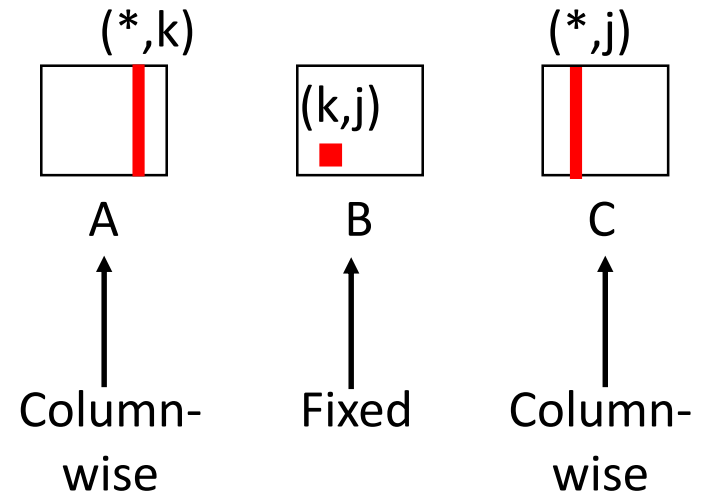 (*,k)
(*,j)
(k,j)
A
B
C
Column-
wise
Fixed
Column-
wise